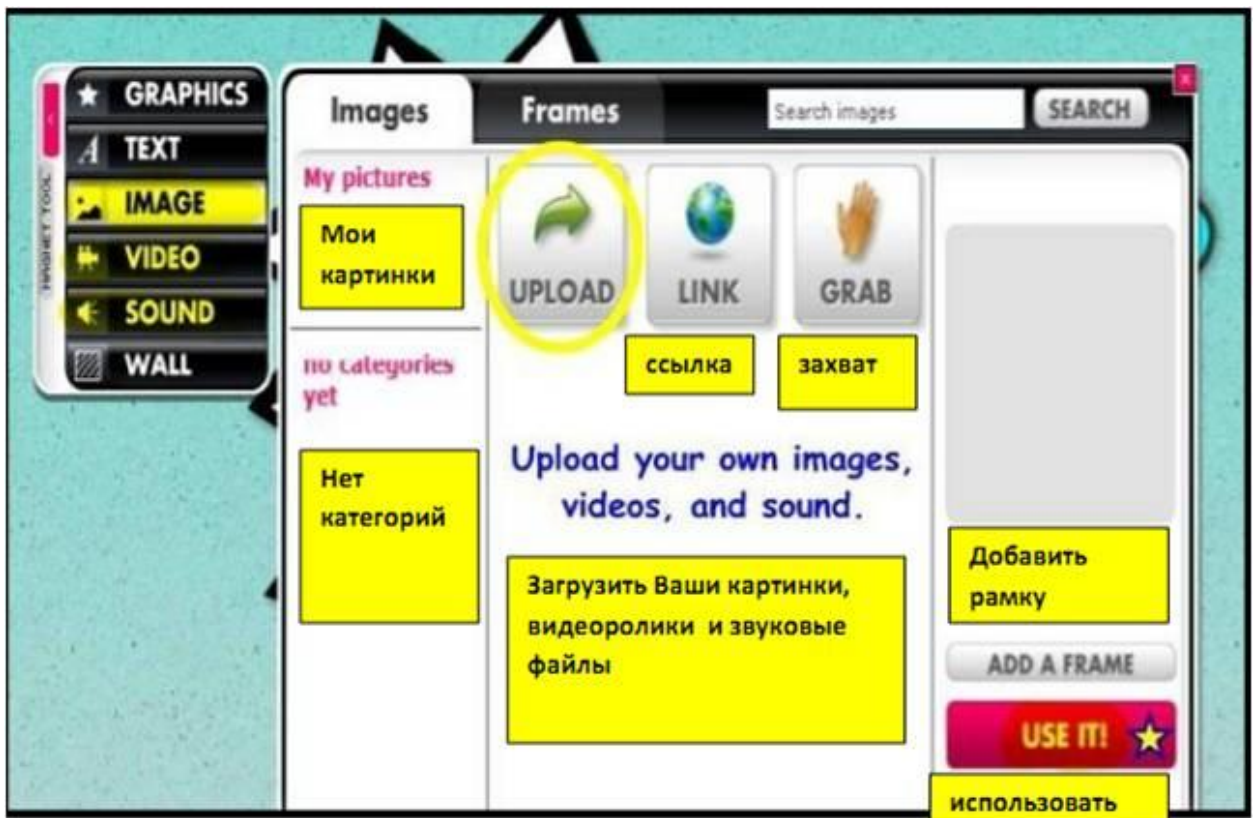 GRAPHICS
TEXT
IMAGE
VIDEO
SOUND
WALL
MAGNET TOOL
Images
Frames
Search images
SEARCH
x
My pictures
Мои
картинки
no categories
yet
Нет
категорий
UPLOAD
LINK
GRAB
ссылка
захват
Upload your own images,
videos, and sound.
Загрузить Ваши картинки,
видеоролики и звуковые
файлы
Добавить
рамку
ADD A FRAME
USE IT!
использовать